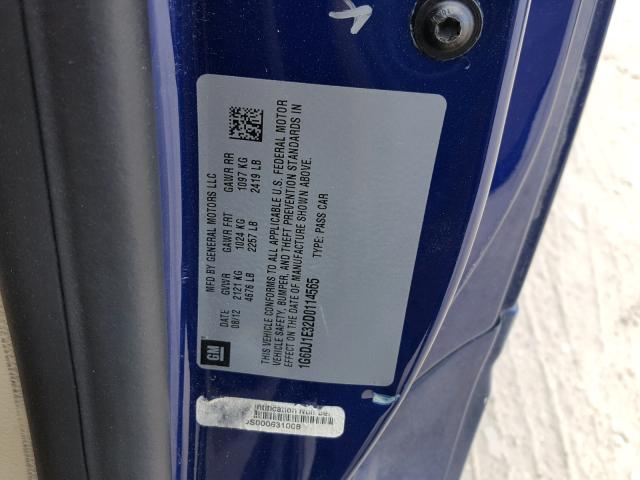 GM
MFD BY GENERAL MOTORS LLC
DATE GVWR GAWR FRT GAWR RR
08/12 2121 KG 1024 KG 1097 KG
4676 LB 2257 LB 2419 LB
THIS VEHICLE CONFORMS TO ALL APPLICABLE U.S. FEDERAL MOTOR
VEHICLE SAFETY, BUMPER, AND THEFT PREVENTION STANDARDS IN
EFFECT ON THE DATE OF MANUFACTURE SHOWN ABOVE.
1G6DJ1E32D0114565 TYPE: PASS CAR